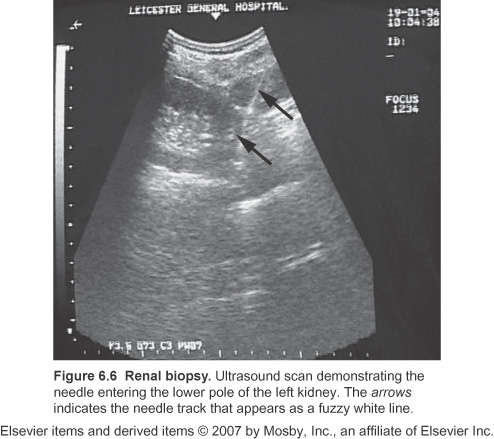 LEICESTER GENERAL HOSPITAL.
19-01-04
10:04:38
ID:
FOCUS
1234
P3.5 G73 C3 PW07
Figure 6.6 Renal biopsy. Ultrasound scan demonstrating the
needle entering the lower pole of the left kidney. The arrows
indicates the needle track that appears as a fuzzy white line.
Elsevier items and derived items © 2007 by Mosby, Inc., an affiliate of Elsevier Inc.